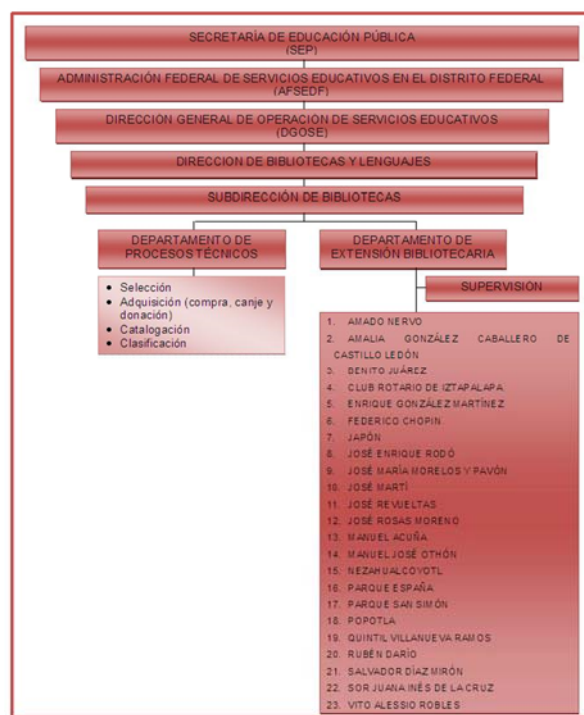 SECRETARÍA DE EDUCACIÓN PÚBLICA
(SEP)
ADMINISTRACIÓN FEDERAL DE SERVICIOS EDUCATIVOS EN EL DISTRITO FEDERAL
(AFSEDF)
DIRECCIÓN GENERAL DE OPERACIÓN DE SERVICIOS EDUCATIVOS
(DGOSE)
DIRECCION DE BIBLIOTECAS Y LENGUAJES
SUBDIRECCIÓN DE BIBLIOTECAS
DEPARTAMENTO DE
PROCESOS TÉCNICOS
• Selección
• Adquisición (compra, canje y
donación)
• Catalogación
• Clasificación
DEPARTAMENTO DE
EXTENSIÓN BIBLIOTECARIA
SUPERVISIÓN
1. AMADO NERVO
2. AMALIA GONZÁLEZ CABALLERO DE
CASTILLO LEDÓN
3. BENITO JUÁREZ
4. CLUB ROTARIO DE IZTAPALAPA
5. ENRIQUE GONZÁLEZ MARTÍNEZ
6. FEDERICO CHOPIN
7. JAPÓN
8. JOSÉ ENRIQUE RODÓ
9. JOSÉ MARÍA MORELOS Y PAVÓN
10. JOSÉ MARTÍ
11. JOSÉ REVUELTAS
12. JOSÉ ROSAS MORENO
13. MANUEL ACUÑA
14. MANUEL JOSÉ OTHÓN
15. NEZAHUALCOYOTL
16. PARQUE ESPAÑA
17. PARQUE SAN SIMÓN
18. POPOTLA
19. QUINTIL VILLANUEVA RAMOS
20. RUBÉN DARÍO
21. SALVADOR DÍAZ MIRÓN
22. SOR JUANA INÉS DE LA CRUZ
23. VITO ALESSIO ROBLES